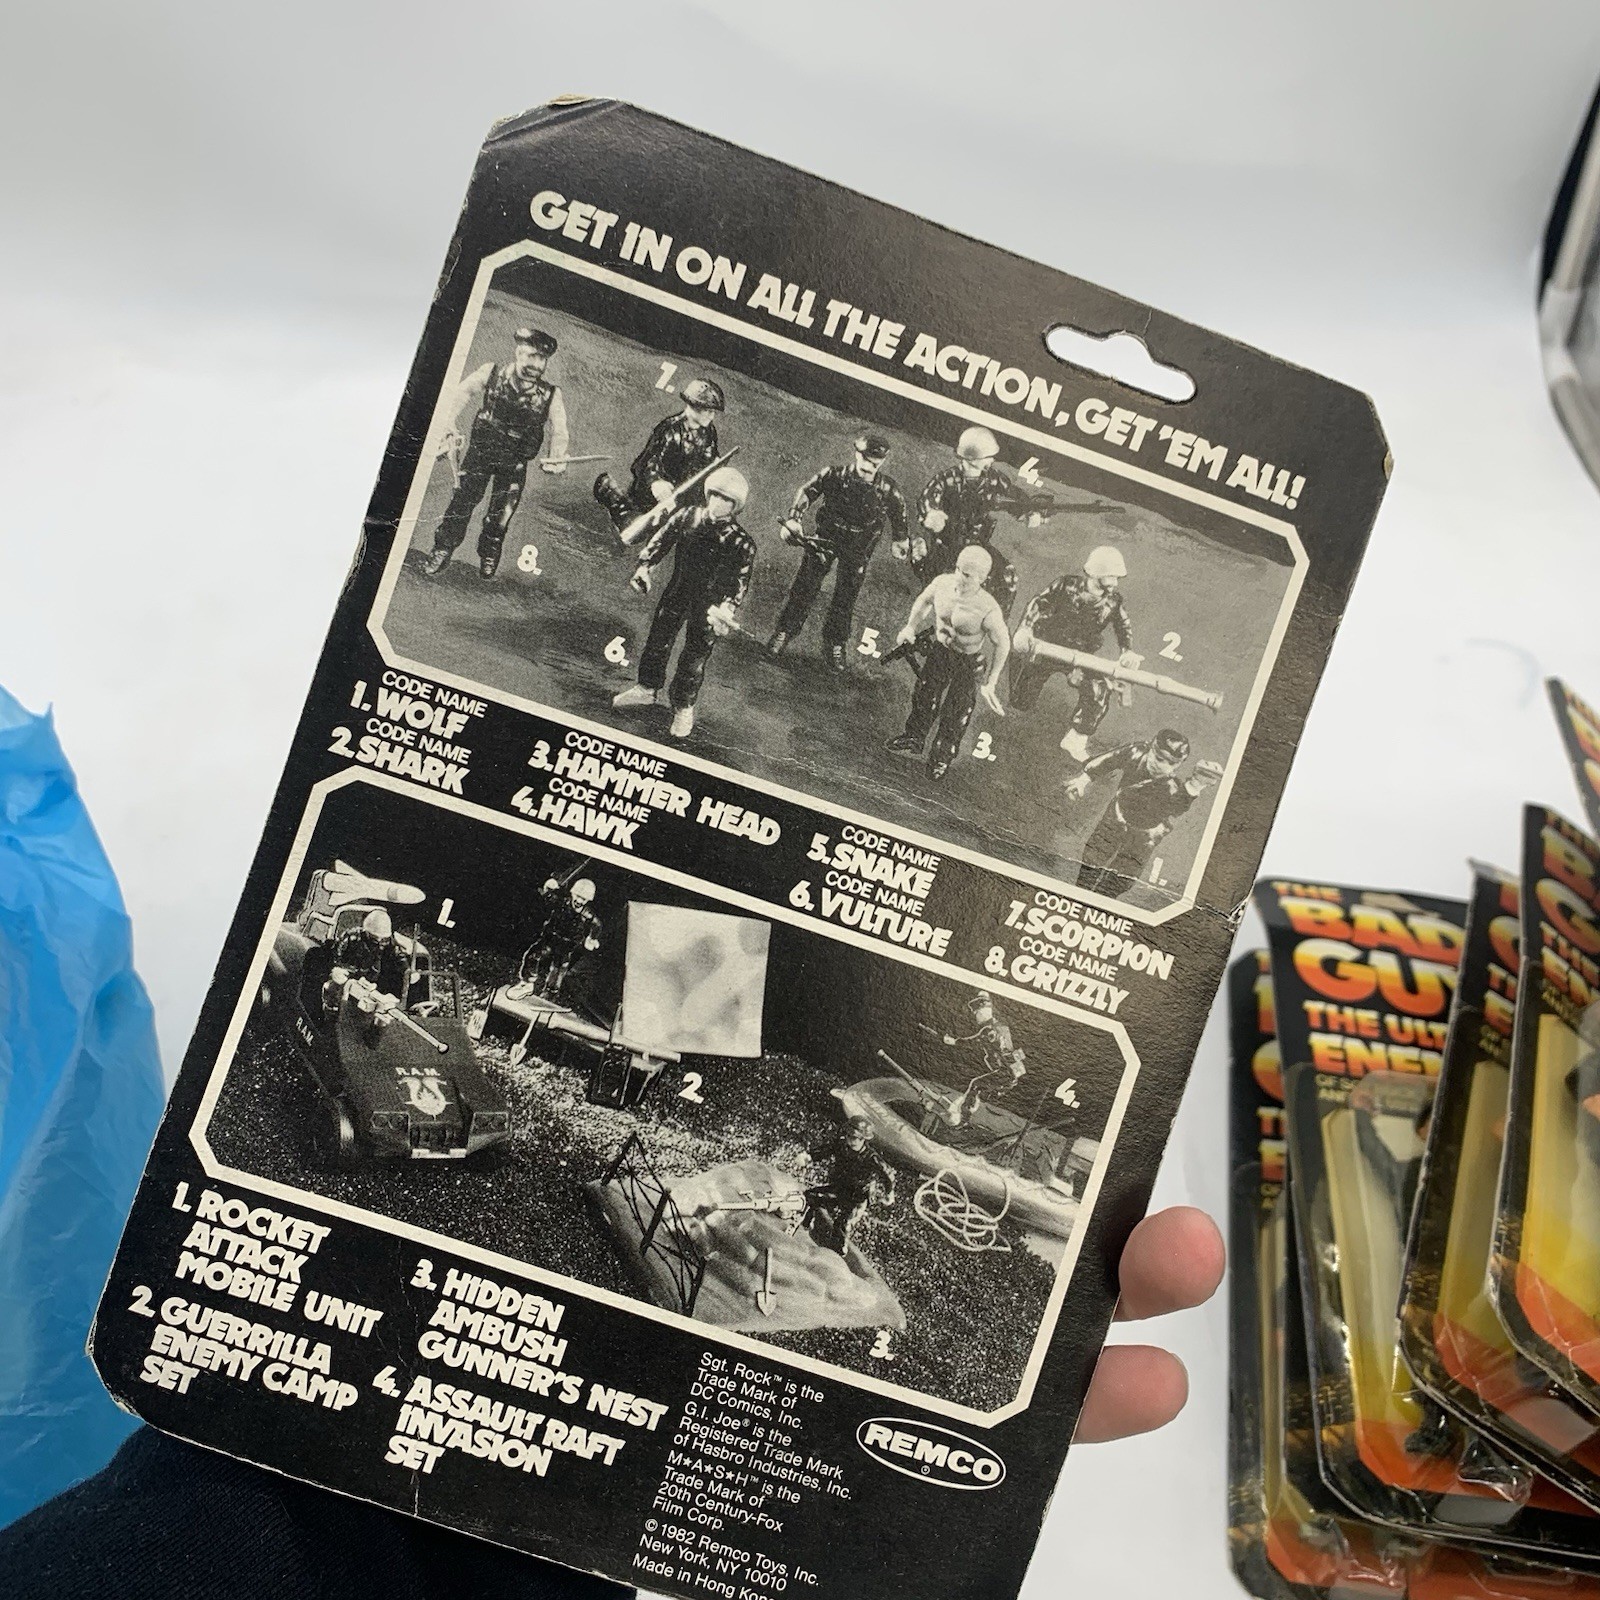 GET IN ON ALL THE ACTION, GET 'EM ALL!
7.
4.
8.
6.
5.
2.
3.
1.
CODE NAME
1. WOLF
CODE NAME
2. SHARK
CODE NAME
3. HAMMER HEAD
CODE NAME
4. HAWK
CODE NAME
5. SNAKE
CODE NAME
6. VULTURE
CODE NAME
7. SCORPION
CODE NAME
8. GRIZZLY
1.
R.A.M.
R.A.M.
2.
4.
3.
1. ROCKET
ATTACK
MOBILE UNIT
2. GUERRILLA
ENEMY CAMP
SET
3. HIDDEN
AMBUSH
GUNNER'S NEST
4. ASSAULT RAFT
INVASION
SET
Sgt. Rock™ is the
Trade Mark of
DC Comics, Inc.
G.I. Joe® is the
Registered Trade Mark
of Hasbro Industries, Inc.
M★A★S★H™ is the
Trade Mark of
20th Century-Fox
Film Corp.
© 1982 Remco Toys, Inc.
New York, NY 10010
Made in Hong
REMCO
THE
BAD
GU
THE ULT
ENE